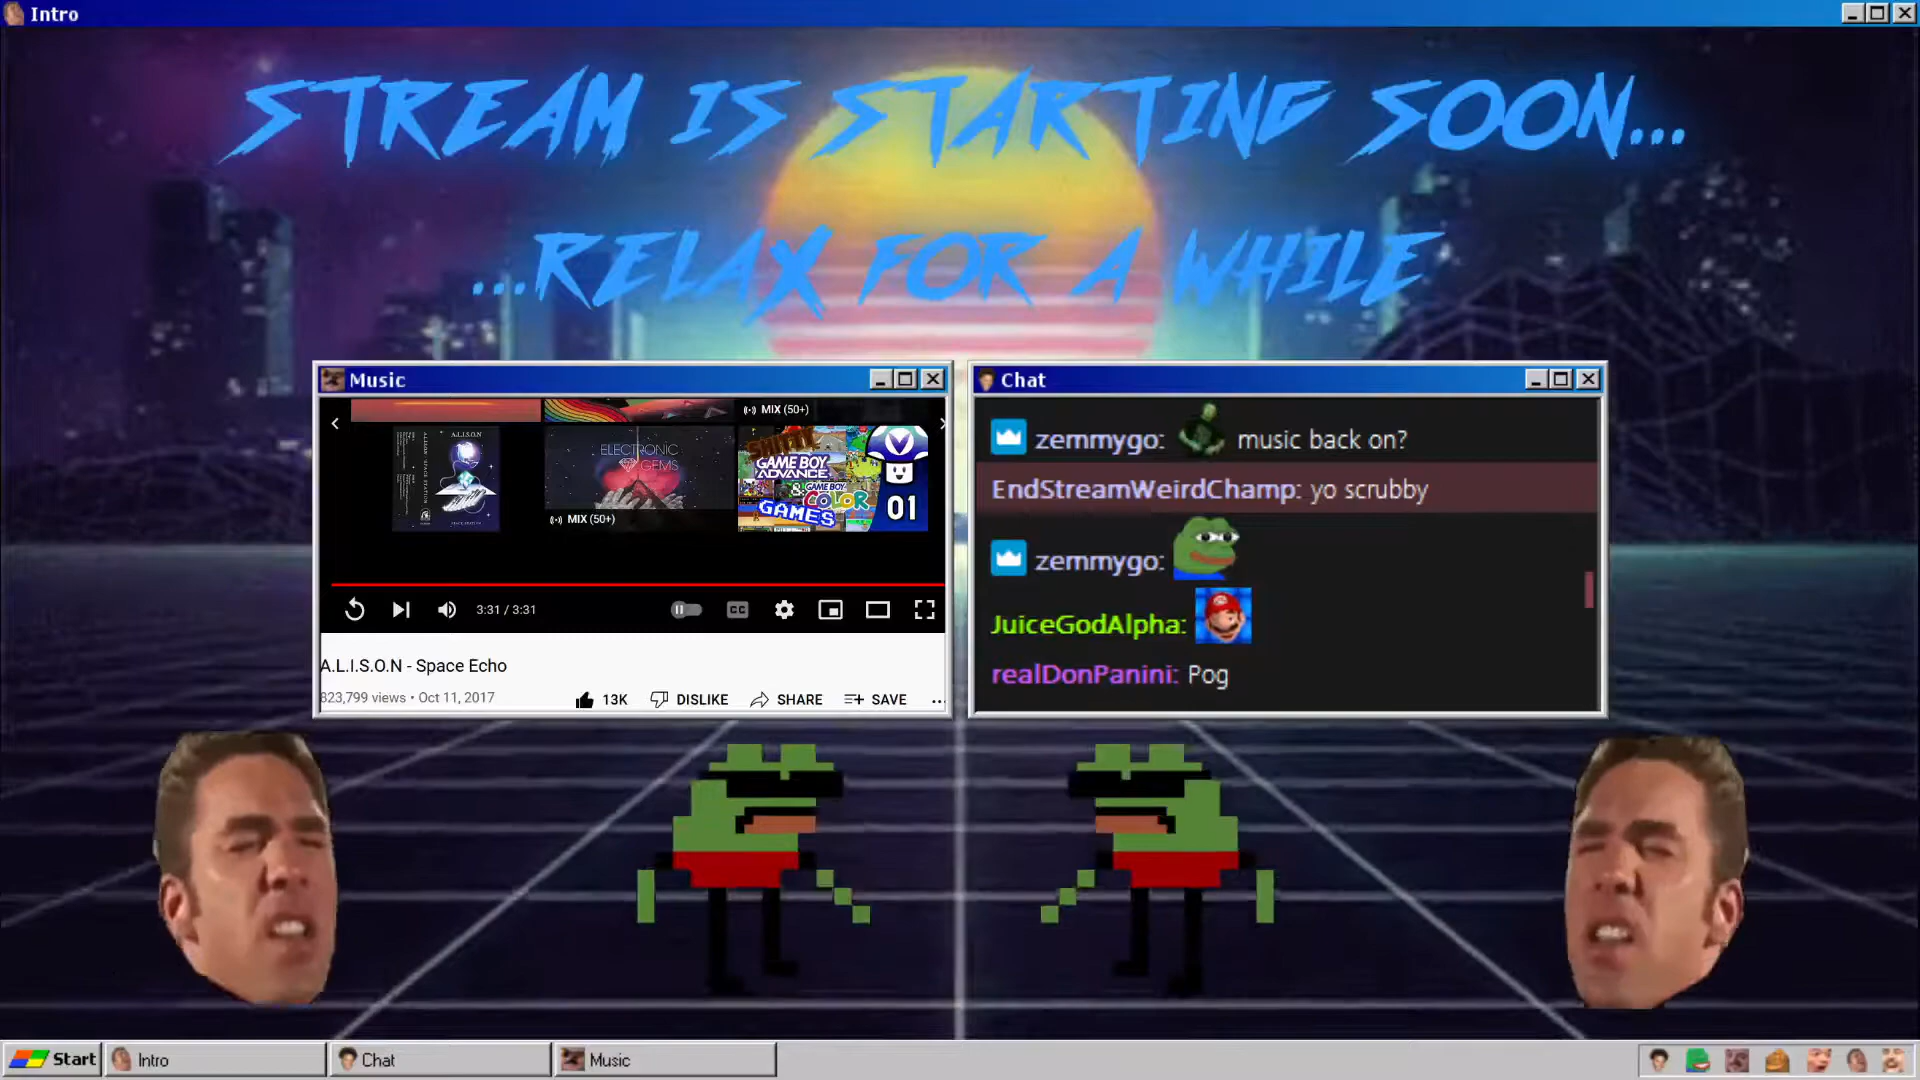 Intro
STREAM IS STARTING SOON...
...RELAX FOR A WHILE
Music
MIX (50+)
A.L.I.S.O.N
ELECTRONIC
GEMS
MIX (50+)
SHITTY
GAME BOY
ADVANCE
& GAME BOY
COLOR
GAMES
01
3:31 / 3:31
CC
A.L.I.S.O.N - Space Echo
823,799 views • Oct 11, 2017
13K
DISLIKE
SHARE
SAVE
...
Chat
zemmygo: music back on?
EndStreamWeirdChamp: yo scrubby
zemmygo:
JuiceGodAlpha:
realDonPanini: Pog
Start
Intro
Chat
Music